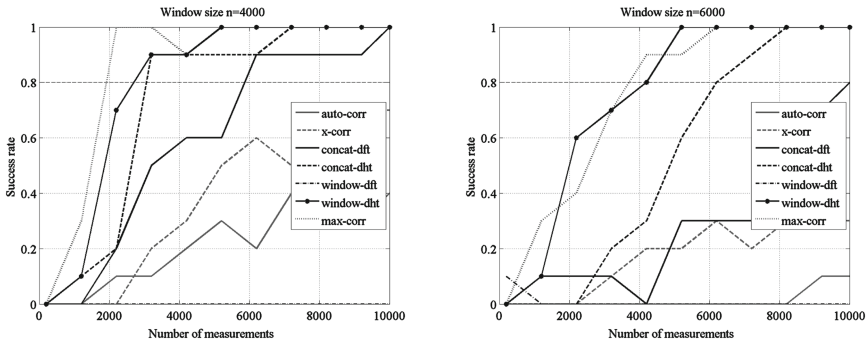 Window size n=4000
Success rate
1
0.8
0.6
0.4
0.2
0
0
2000
4000
6000
8000
10000
Number of measurements
auto-corr
x-corr
concat-dft
concat-dht
window-dft
window-dht
max-corr
Window size n=6000
Success rate
1
0.8
0.6
0.4
0.2
0
0
2000
4000
6000
8000
10000
Number of measurements
auto-corr
x-corr
concat-dft
concat-dht
window-dft
window-dht
max-corr